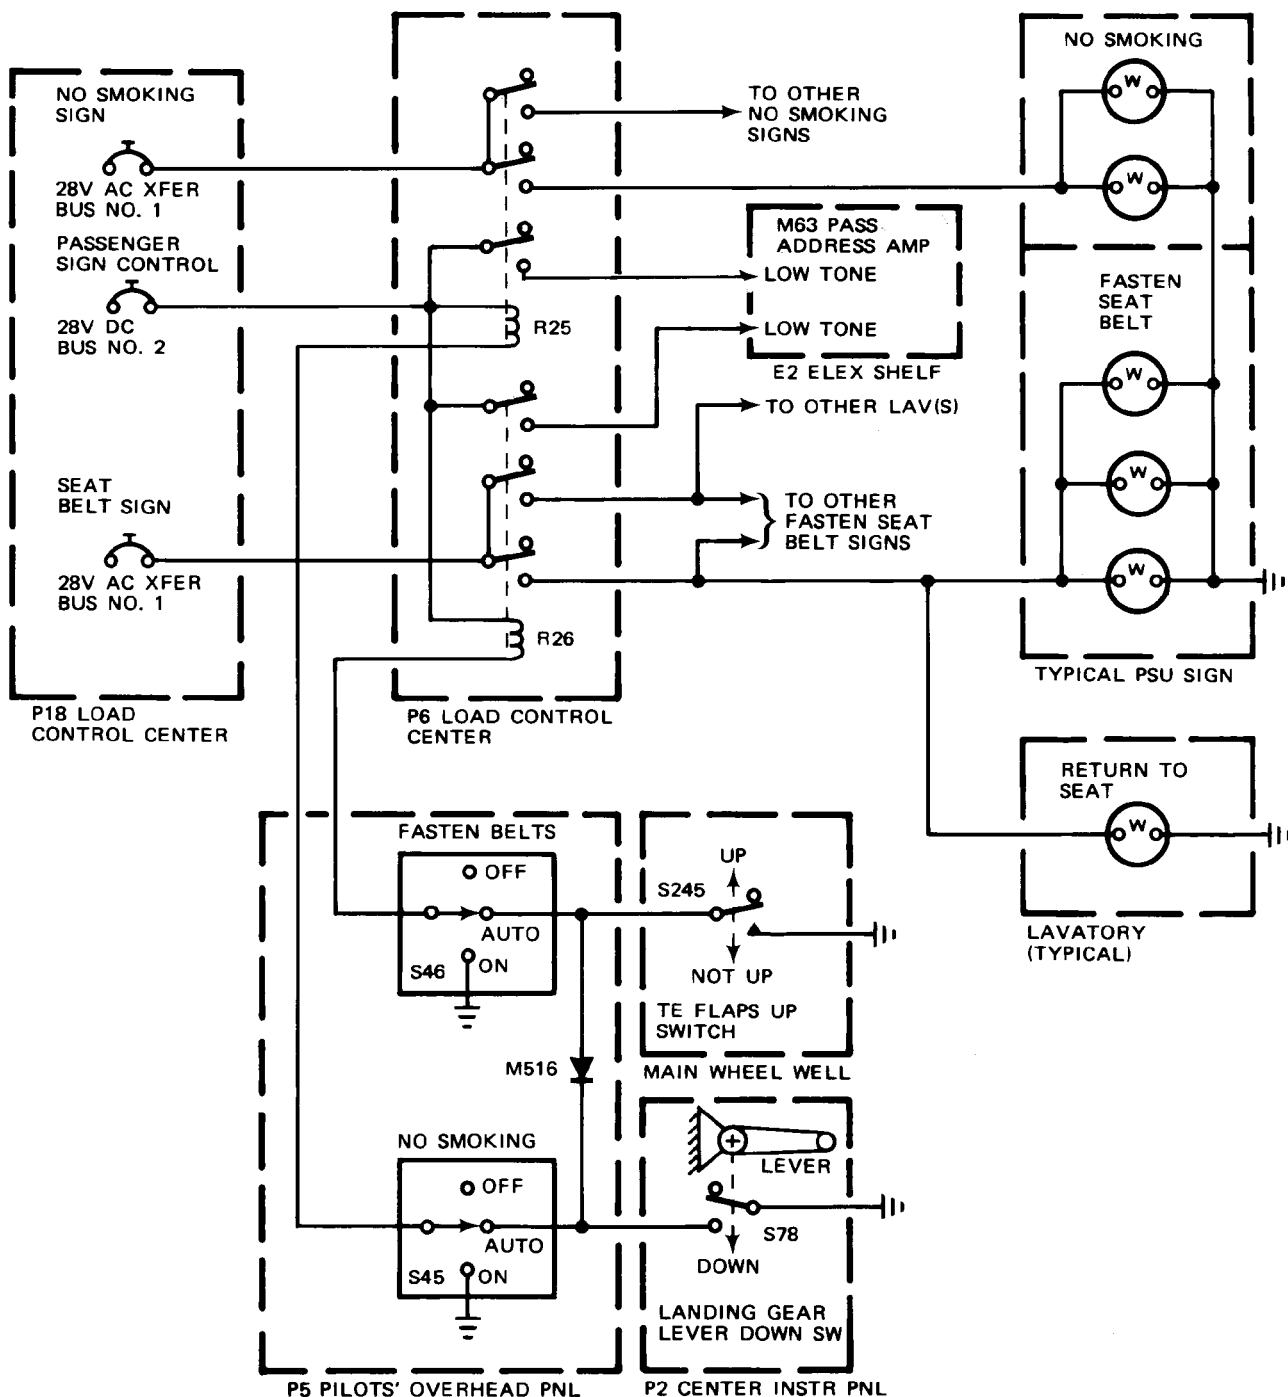 NO SMOKING
SIGN
28V AC XFER
BUS NO. 1
PASSENGER
SIGN CONTROL
28V DC
BUS NO. 2
SEAT
BELT SIGN
28V AC XFER
BUS NO. 1
P18 LOAD
CONTROL CENTER
R25
R26
P6 LOAD CONTROL
CENTER
TO OTHER
NO SMOKING
SIGNS
M63 PASS
ADDRESS AMP
LOW TONE
LOW TONE
E2 ELEX SHELF
TO OTHER LAV(S)
TO OTHER
FASTEN SEAT
BELT SIGNS
NO SMOKING
W
W
FASTEN
SEAT
BELT
W
W
W
TYPICAL PSU SIGN
RETURN TO
SEAT
W
LAVATORY
(TYPICAL)
FASTEN BELTS
OFF
AUTO
S46
ON
M516
NO SMOKING
OFF
AUTO
S45
ON
P5 PILOTS' OVERHEAD PNL
UP
S245
NOT UP
TE FLAPS UP
SWITCH
MAIN WHEEL WELL
LEVER
S78
DOWN
LANDING GEAR
LEVER DOWN SW
P2 CENTER INSTR PNL